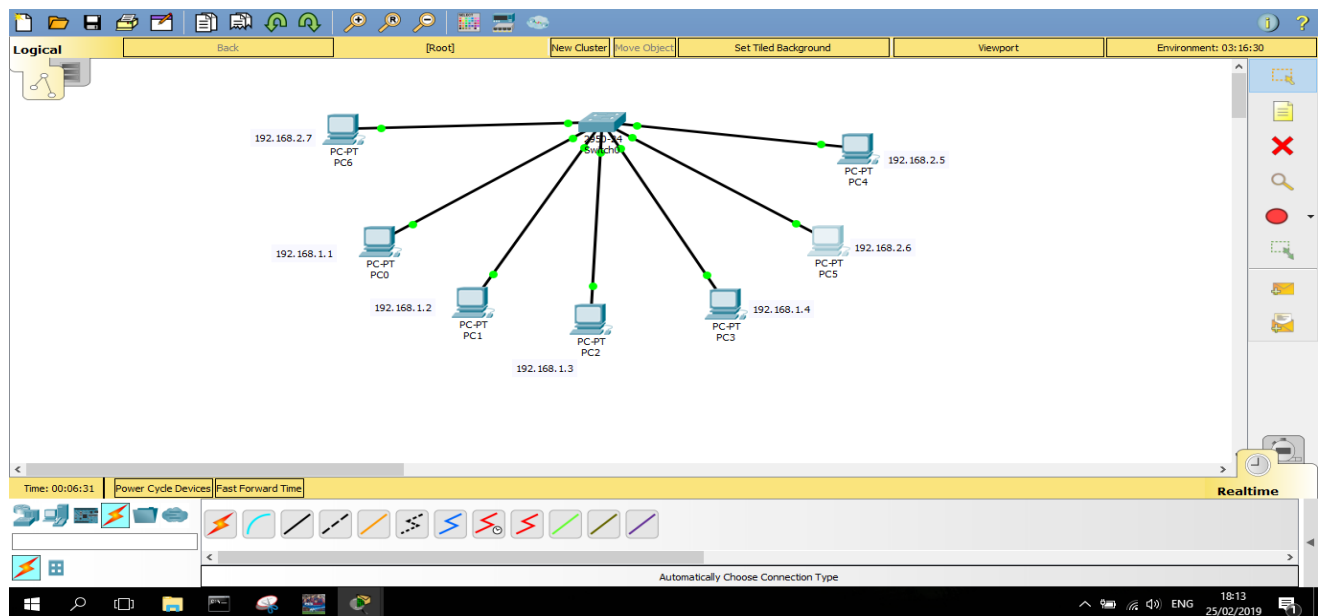 Logical
Back
[Root]
New Cluster
Move Object
Set Tiled Background
Viewport
Environment: 03:16:30
192.168.2.7
PC-PT
PC6
2950-24
Switch0
PC-PT
PC4
192.168.2.5
192.168.1.1
PC-PT
PC0
PC-PT
PC5
192.168.2.6
192.168.1.2
PC-PT
PC1
PC-PT
PC2
192.168.1.3
PC-PT
PC3
192.168.1.4
Time: 00:06:31
Power Cycle Devices
Fast Forward Time
Realtime
Automatically Choose Connection Type
ENG
18:13
25/02/2019